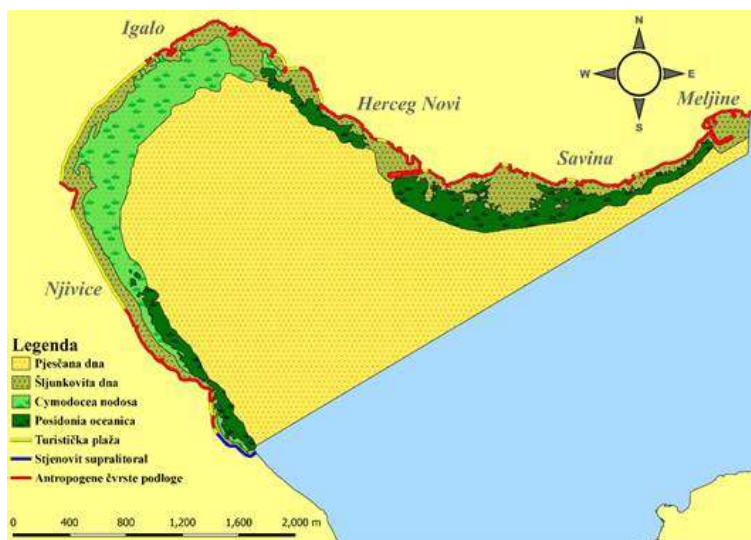 Igalo
N
W E
S
Herceg Novi
Meljine
Savina
Njivice
Legenda
Pjesčana dna
Šljunkovita dna
Cymodocea nodosa
Posidonia oceanica
Turistička plaža
Stjenovit supralitoral
Antropogene čvrste podloge
0 400 800 1,200 1,600 2,000 m